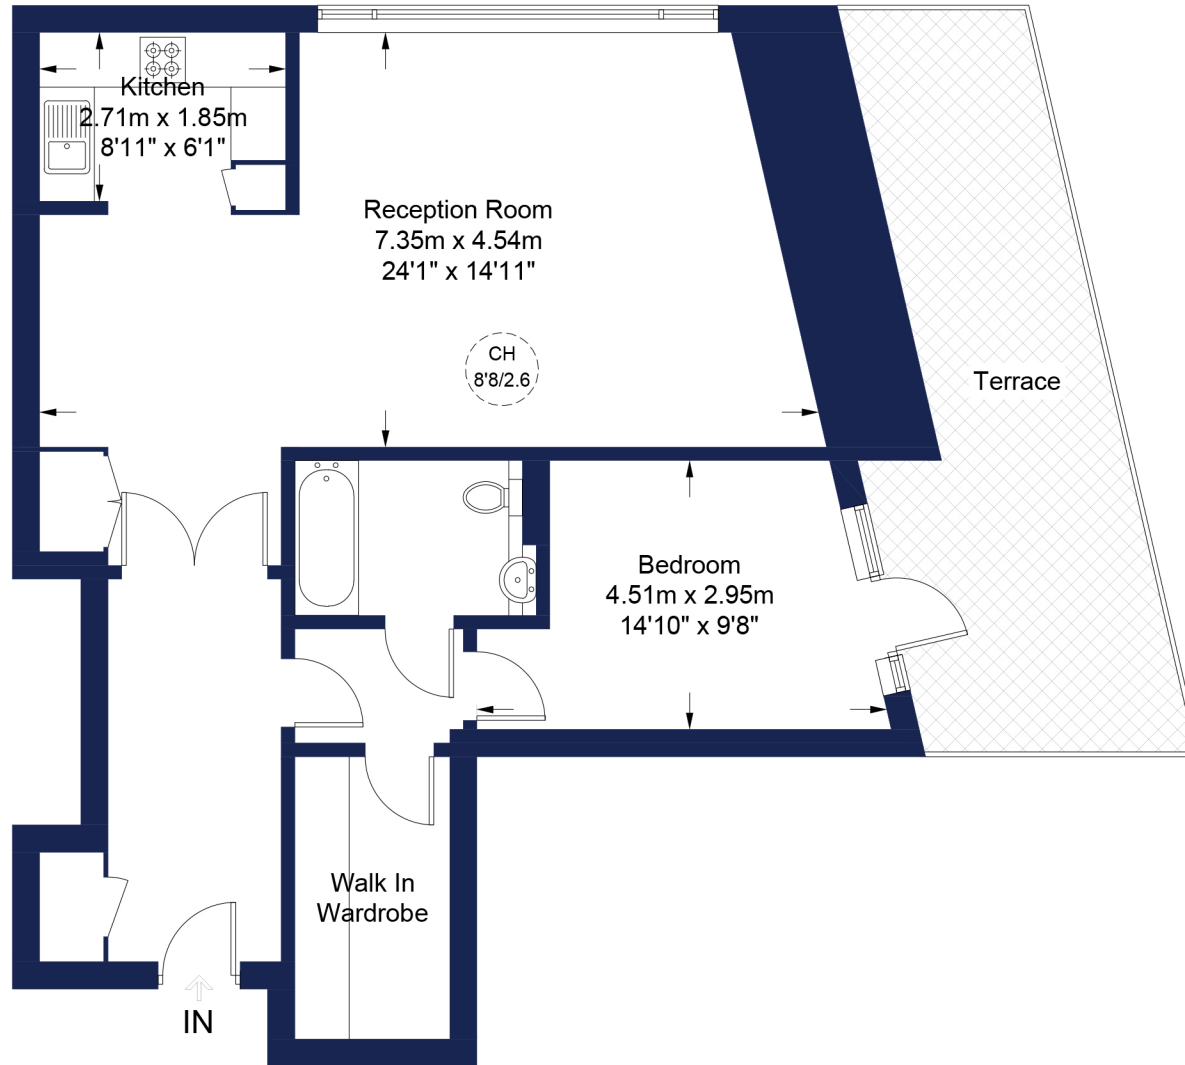 Kitchen
2.71m x 1.85m
8'11" x 6'1"
Reception Room
7.35m x 4.54m
24'1" x 14'11"
CH
8'8/2.6
Terrace
Bedroom
4.51m x 2.95m
14'10" x 9'8"
Walk In
Wardrobe
IN